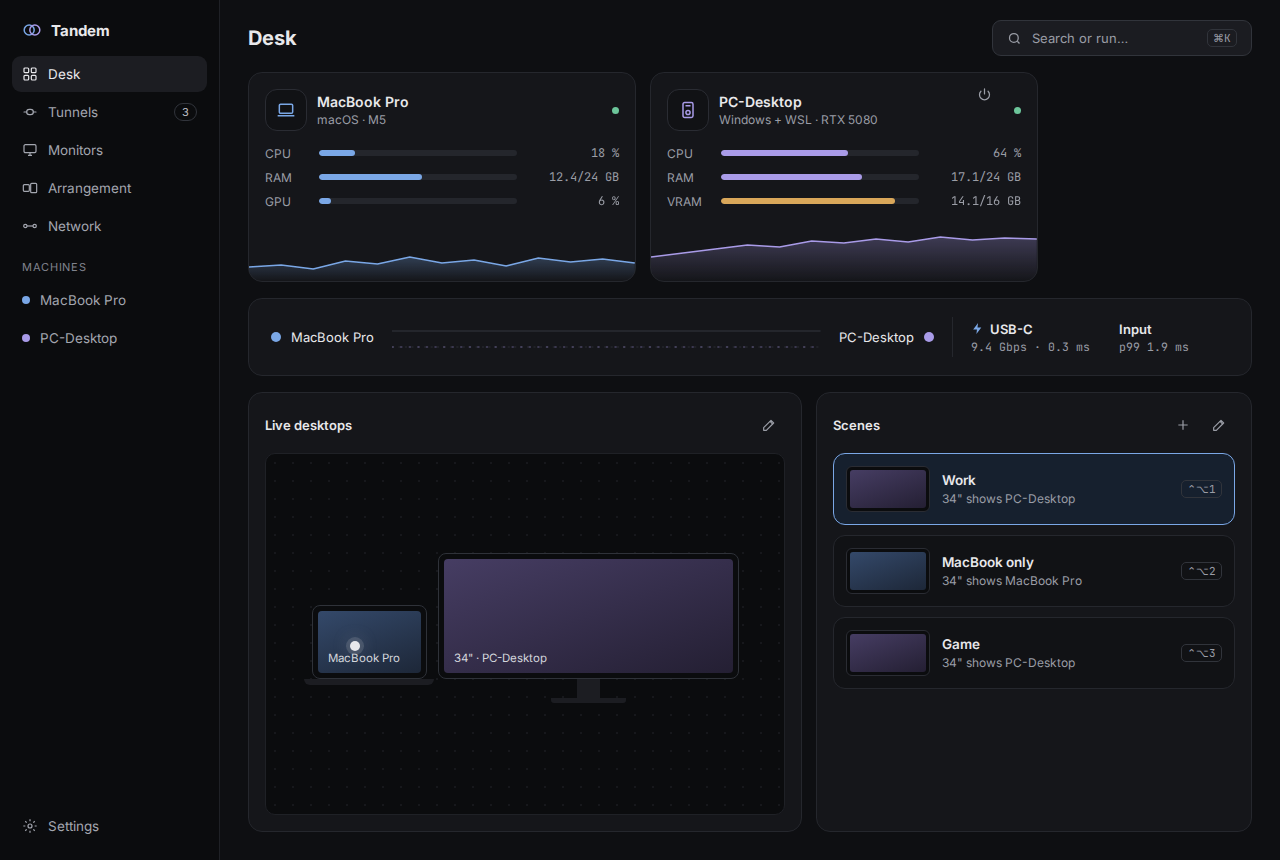 Tandem
Desk
Tunnels
3
Monitors
Arrangement
Network
MACHINES
MacBook Pro
PC-Desktop
Settings
Desk
Search or run...
⌘K
MacBook Pro
macOS · M5
CPU
18 %
RAM
12.4/24 GB
GPU
6 %
PC-Desktop
Windows + WSL · RTX 5080
CPU
64 %
RAM
17.1/24 GB
VRAM
14.1/16 GB
MacBook Pro
PC-Desktop
USB-C
9.4 Gbps · 0.3 ms
Input
p99 1.9 ms
Live desktops
MacBook Pro
34" · PC-Desktop
Scenes
Work
34" shows PC-Desktop
⌃⌥1
MacBook only
34" shows MacBook Pro
⌃⌥2
Game
34" shows PC-Desktop
⌃⌥3